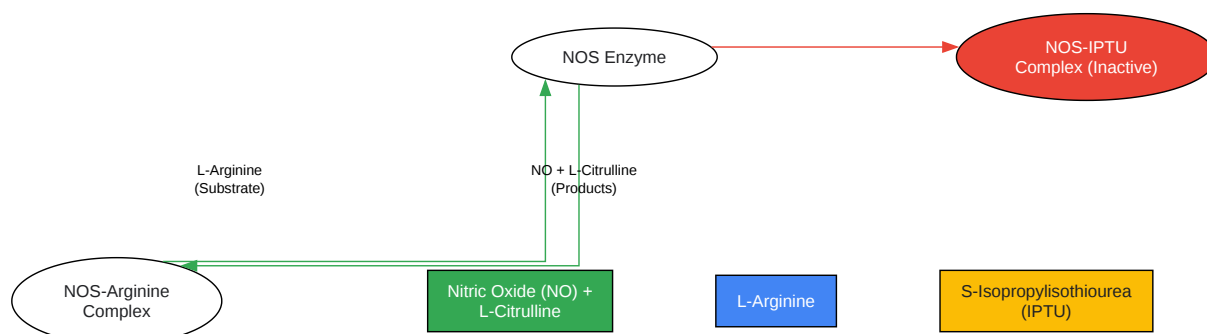 NOS Enzyme
NOS-IPTU
Complex (Inactive)
L-Arginine
(Substrate)
NO + L-Citrulline
(Products)
NOS-Arginine
Complex
Nitric Oxide (NO) +
L-Citrulline
L-Arginine
S-Isopropylisothiourea
(IPTU)